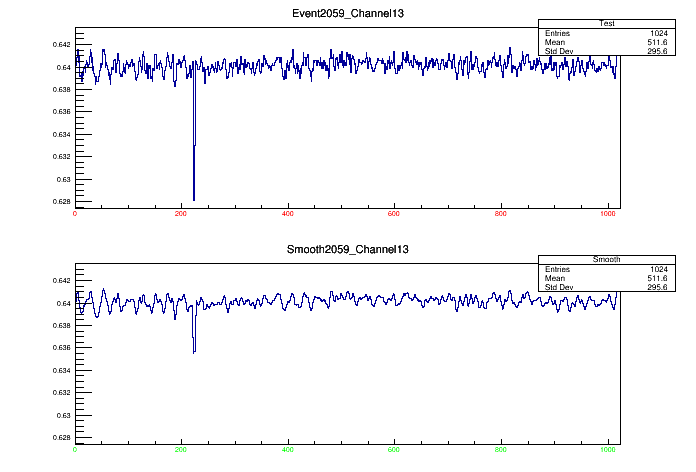 Event2059_Channel13
Test
Entries 1024
Mean 511.6
Std Dev 295.6
0.642
0.64
0.638
0.636
0.634
0.632
0.63
0.628
0 200 400 600 800 1000
Smooth2059_Channel13
Smooth
Entries 1024
Mean 511.6
Std Dev 295.6
0.642
0.64
0.638
0.636
0.634
0.632
0.63
0.628
0 200 400 600 800 1000